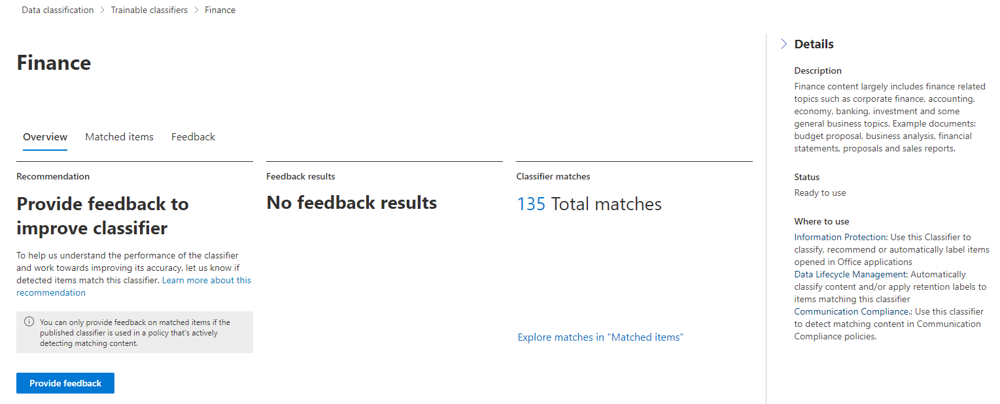 Data classification > Trainable classifiers > Finance
Finance
Overview Matched items Feedback
Recommendation
Provide feedback to
improve classifier
To help us understand the performance of the classifier
and work towards improving its accuracy, let us know if
detected items match this classifier. Learn more about this
recommendation
You can only provide feedback on matched items if the
published classifier is used in a policy that's actively
detecting matching content.
Provide feedback
Feedback results
No feedback results
Classifier matches
135 Total matches
Explore matches in "Matched items"
Details
Description
Finance content largely includes finance related
topics such as corporate finance, accounting,
economy, banking, investment and some
general business topics. Example documents:
budget proposal, business analysis, financial
statements, proposals and sales reports.
Status
Ready to use
Where to use
Information Protection: Use this Classifier to
classify, recommend or automatically label items
opened in Office applications
Data Lifecycle Management: Automatically
classify content and/or apply retention labels to
items matching this classifier
Communication Compliance.: Use this classifier
to detect matching content in Communication
Compliance policies.